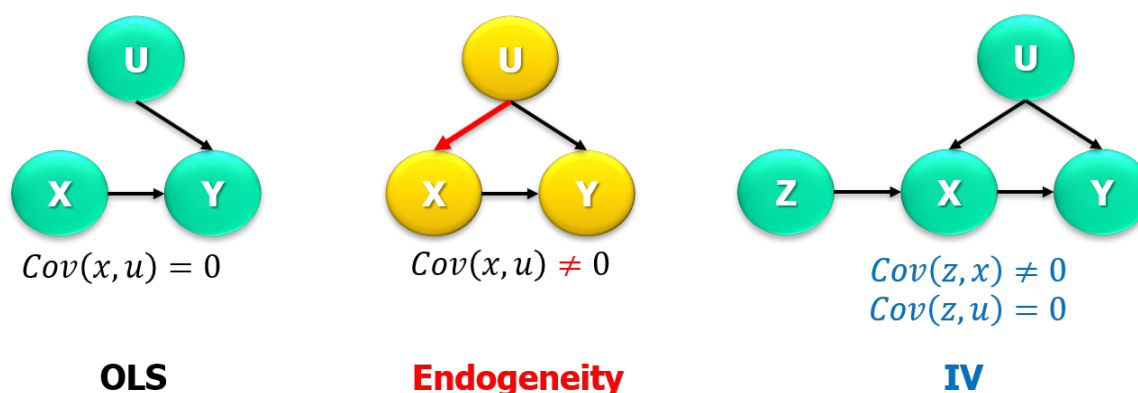 U
X
Y
Cov(x, u) = 0
OLS
U
X
Y
Cov(x, u) ≠ 0
Endogeneity
U
Z
X
Y
Cov(z, x) ≠ 0
Cov(z, u) = 0
IV